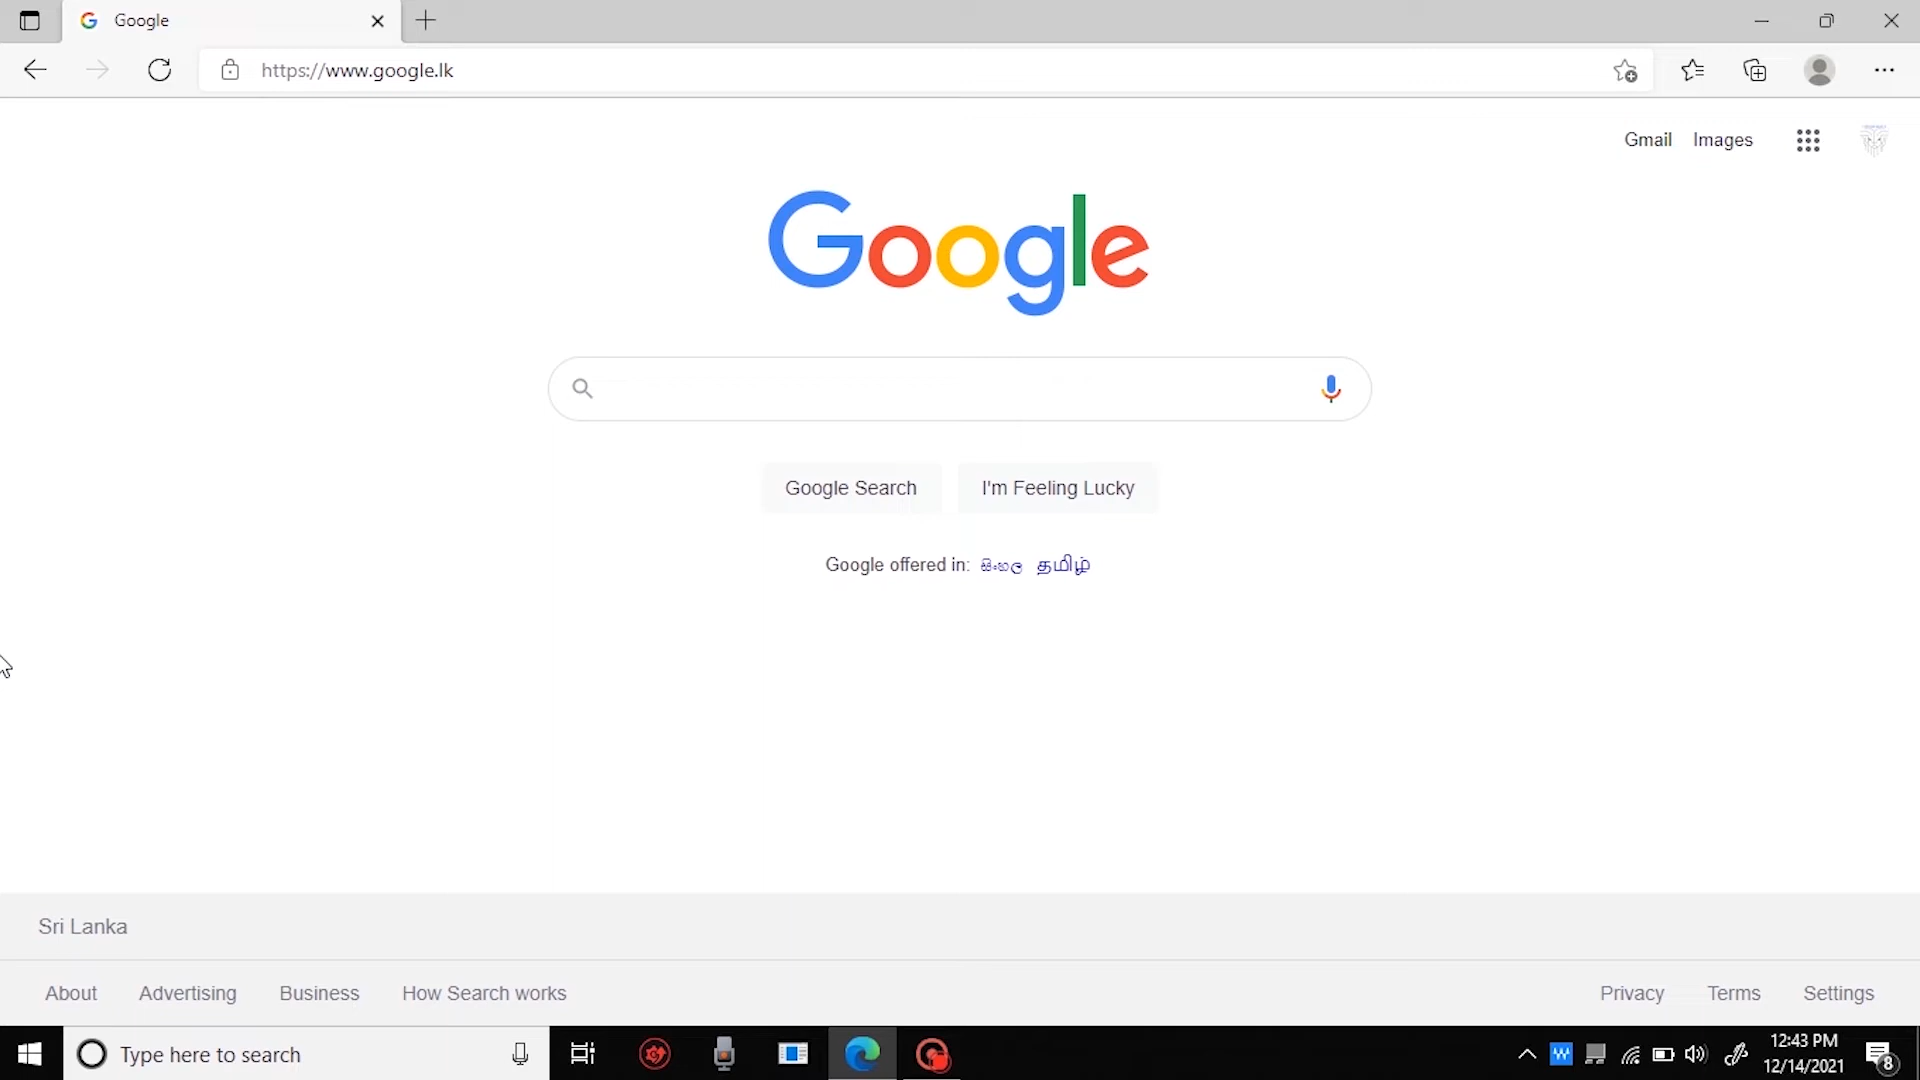 Google
https://www.google.lk
Gmail Images
Google
Google Search I'm Feeling Lucky
Google offered in: සිංහල தமிழ்
Sri Lanka
About Advertising Business How Search works Privacy Terms Settings
Type here to search
W
12:43 PM
12/14/2021
8